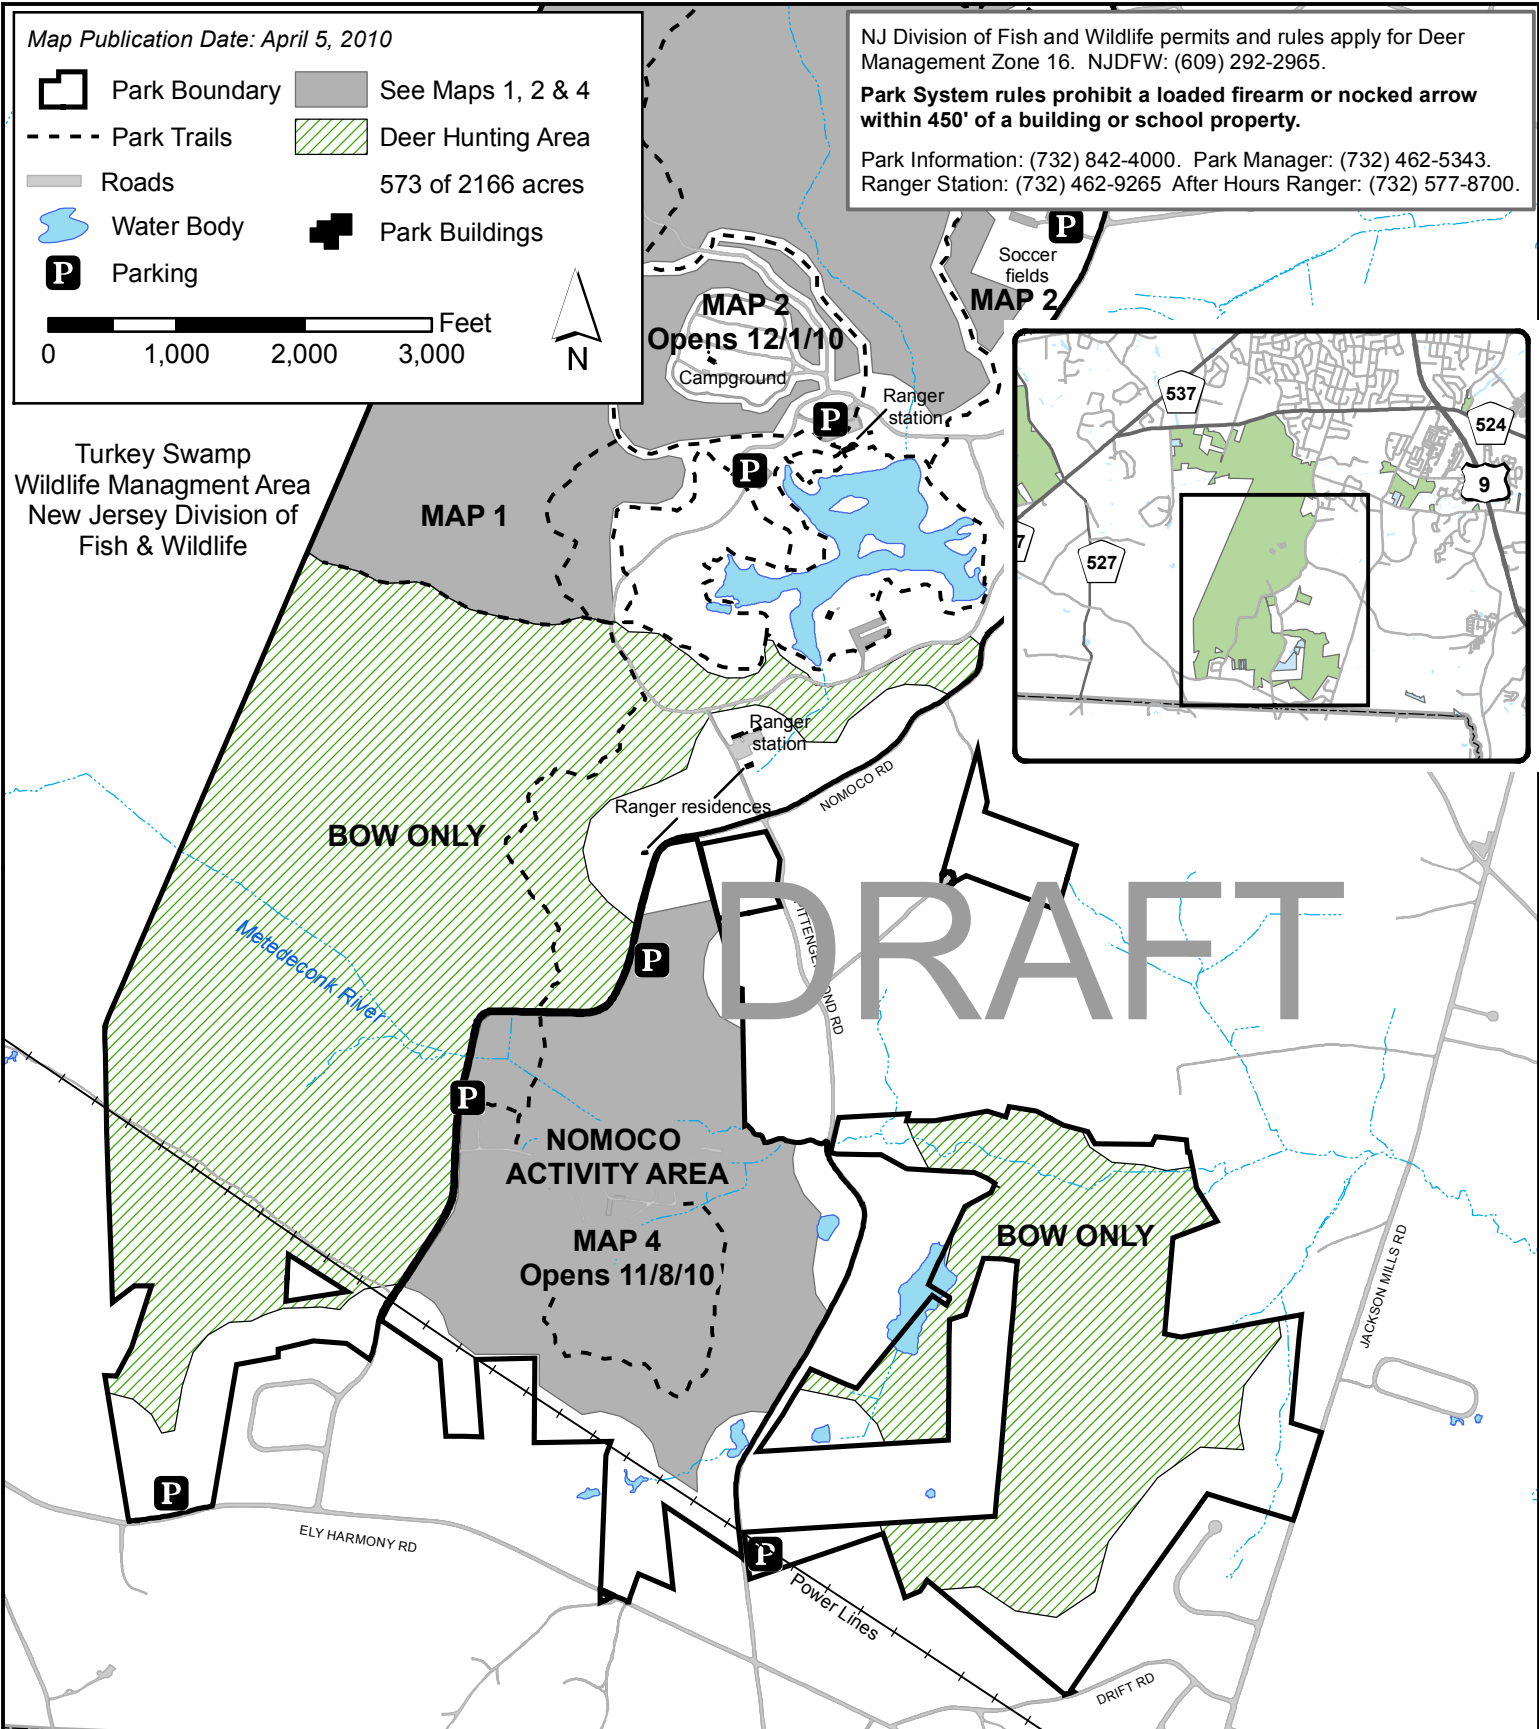 Map Publication Date: April 5, 2010
Park Boundary
See Maps 1, 2 & 4
Park Trails
Deer Hunting Area
Roads
573 of 2166 acres
Water Body
Park Buildings
P Parking
Feet
0 1,000 2,000 3,000
N
NJ Division of Fish and Wildlife permits and rules apply for Deer
Management Zone 16. NJDFW: (609) 292-2965.
Park System rules prohibit a loaded firearm or nocked arrow
within 450' of a building or school property.
Park Information: (732) 842-4000. Park Manager: (732) 462-5343.
Ranger Station: (732) 462-9265 After Hours Ranger: (732) 577-8700.
P
Soccer
fields
MAP 2
MAP 2
Opens 12/1/10
Campground
P
Ranger
station
P
537
524
9
7
527
Turkey Swamp
Wildlife Managment Area
New Jersey Division of
Fish & Wildlife
MAP 1
Ranger
station
NOMOCO RD
Ranger residences
BOW ONLY
DRAFT
Metedeconk River
P
P
NOMOCO
ACTIVITY AREA
MAP 4
Opens 11/8/10
BOW ONLY
JACKSON MILLS RD
P
ELY HARMONY RD
P
Power Lines
DRIFT RD